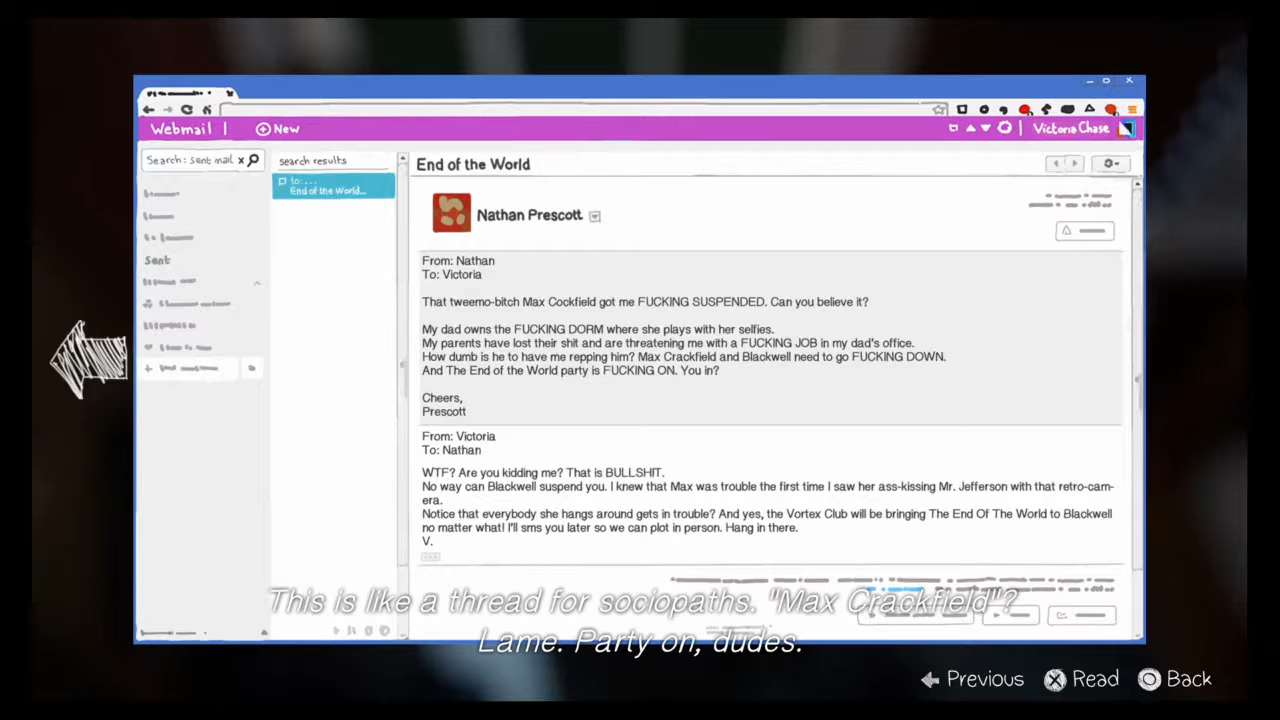 Webmail
New
Victoria Chase
Search: sent mail x
search results
End of the World
to:...
End of the World...
Nathan Prescott
Sent
From: Nathan
To: Victoria
That tweemo-bitch Max Cockfield got me FUCKING SUSPENDED. Can you believe it?
My dad owns the FUCKING DORM where she plays with her selfies.
My parents have lost their shit and are threatening me with a FUCKING JOB in my dad's office.
How dumb is he to have me repping him? Max Crackfield and Blackwell need to go FUCKING DOWN.
And The End of the World party is FUCKING ON. You in?
Cheers,
Prescott
From: Victoria
To: Nathan
WTF? Are you kidding me? That is BULLSHIT.
No way can Blackwell suspend you. I knew that Max was trouble the first time I saw her ass-kissing Mr. Jefferson with that retro-cam-
era.
Notice that everybody she hangs around gets in trouble? And yes, the Vortex Club will be bringing The End Of The World to Blackwell
no matter what! I'll sms you later so we can plot in person. Hang in there.
V.
This is like a thread for sociopaths. "Max Crackfield"?
Lame. Party on, dudes.
Previous
Read
Back